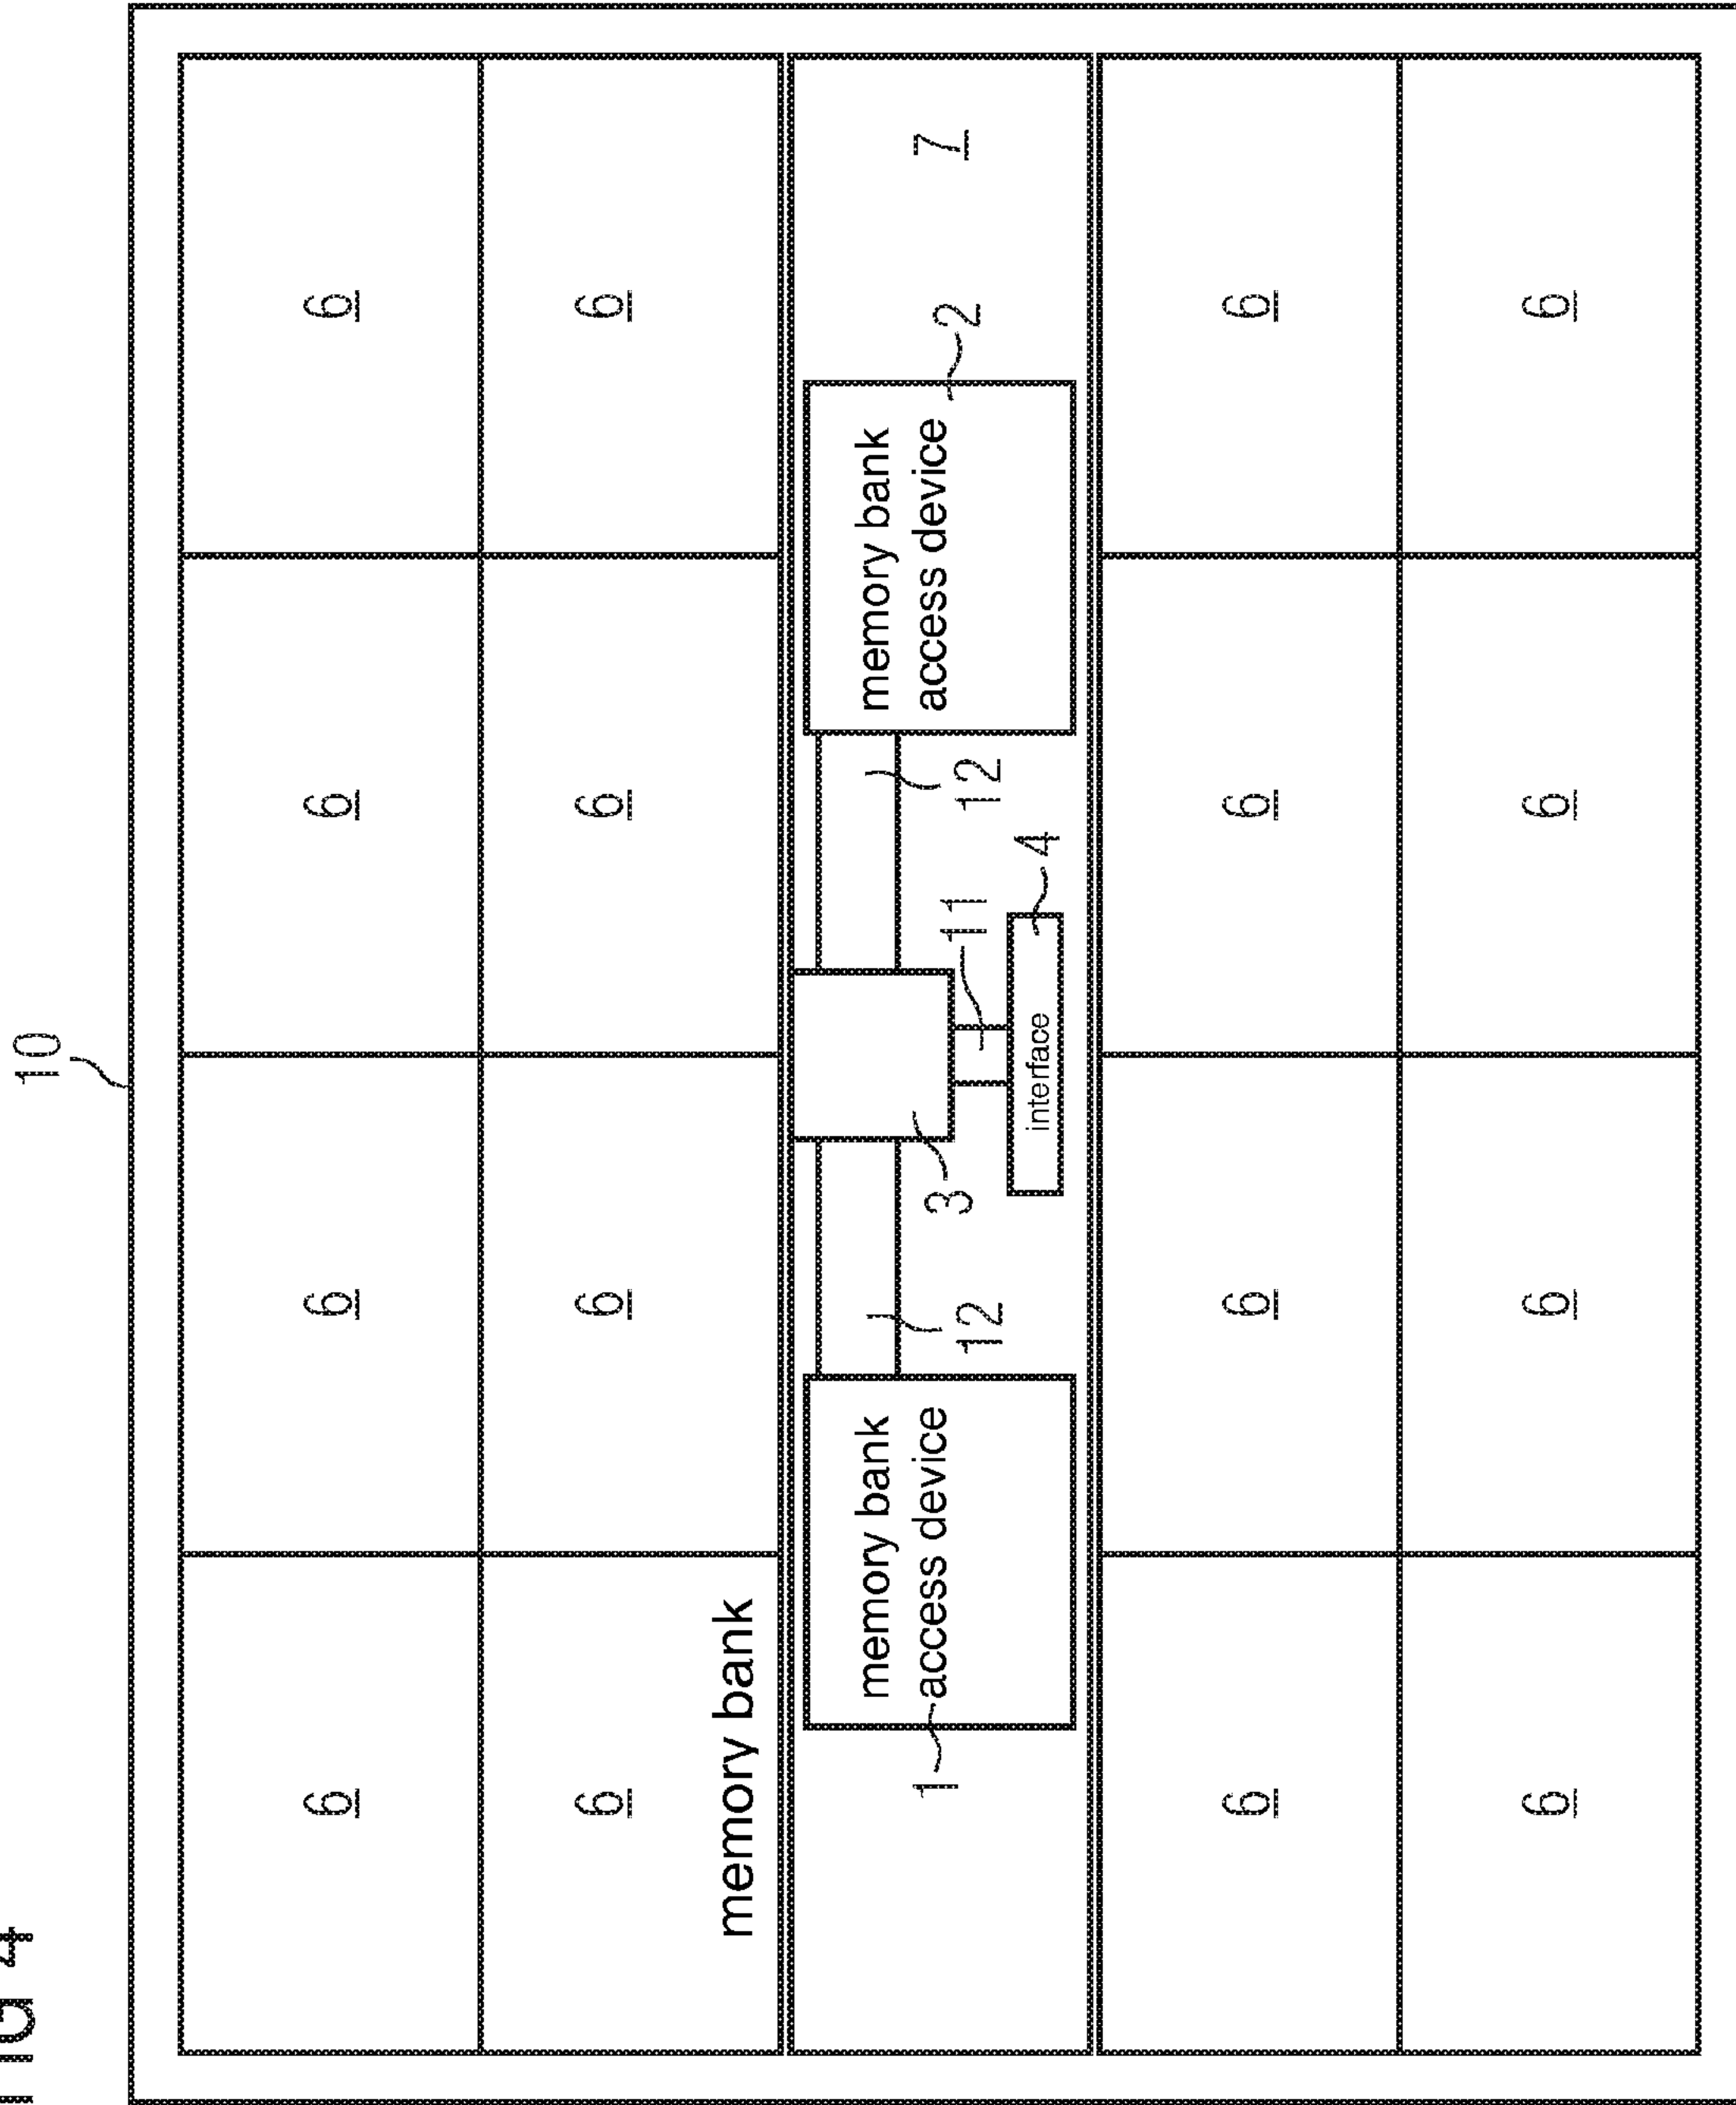 FIG 4
10
6 6 6 6
6 6 6 6
memory bank
memory bank
access device
1
12
3
interface
11
4
12
memory bank
access device
2
7
6 6 6 6
6 6 6 6